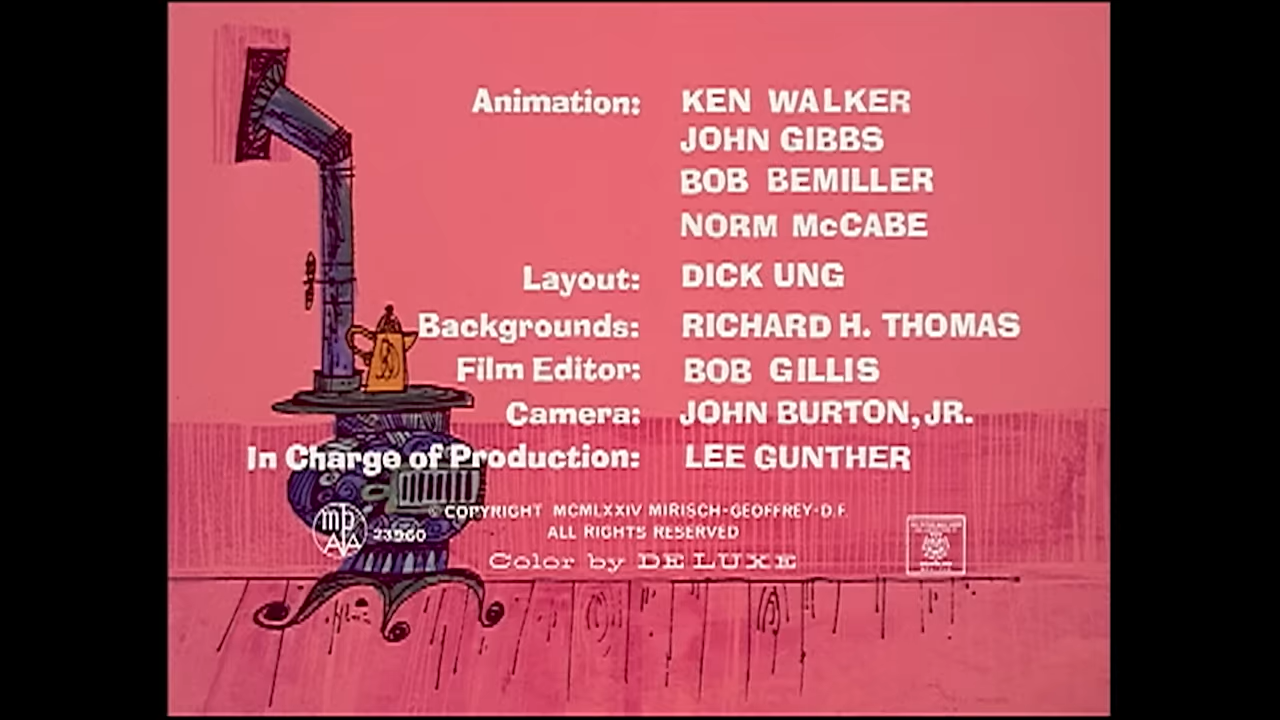 Animation: KEN WALKER
JOHN GIBBS
BOB BEMILLER
NORM McCABE
Layout: DICK UNG
Backgrounds: RICHARD H. THOMAS
Film Editor: BOB GILLIS
Camera: JOHN BURTON, JR.
In Charge of Production: LEE GUNTHER
© COPYRIGHT MCMLXXIV MIRISCH-GEOFFREY-D.F.
ALL RIGHTS RESERVED
mpAA 23960
Color by DE LUXE